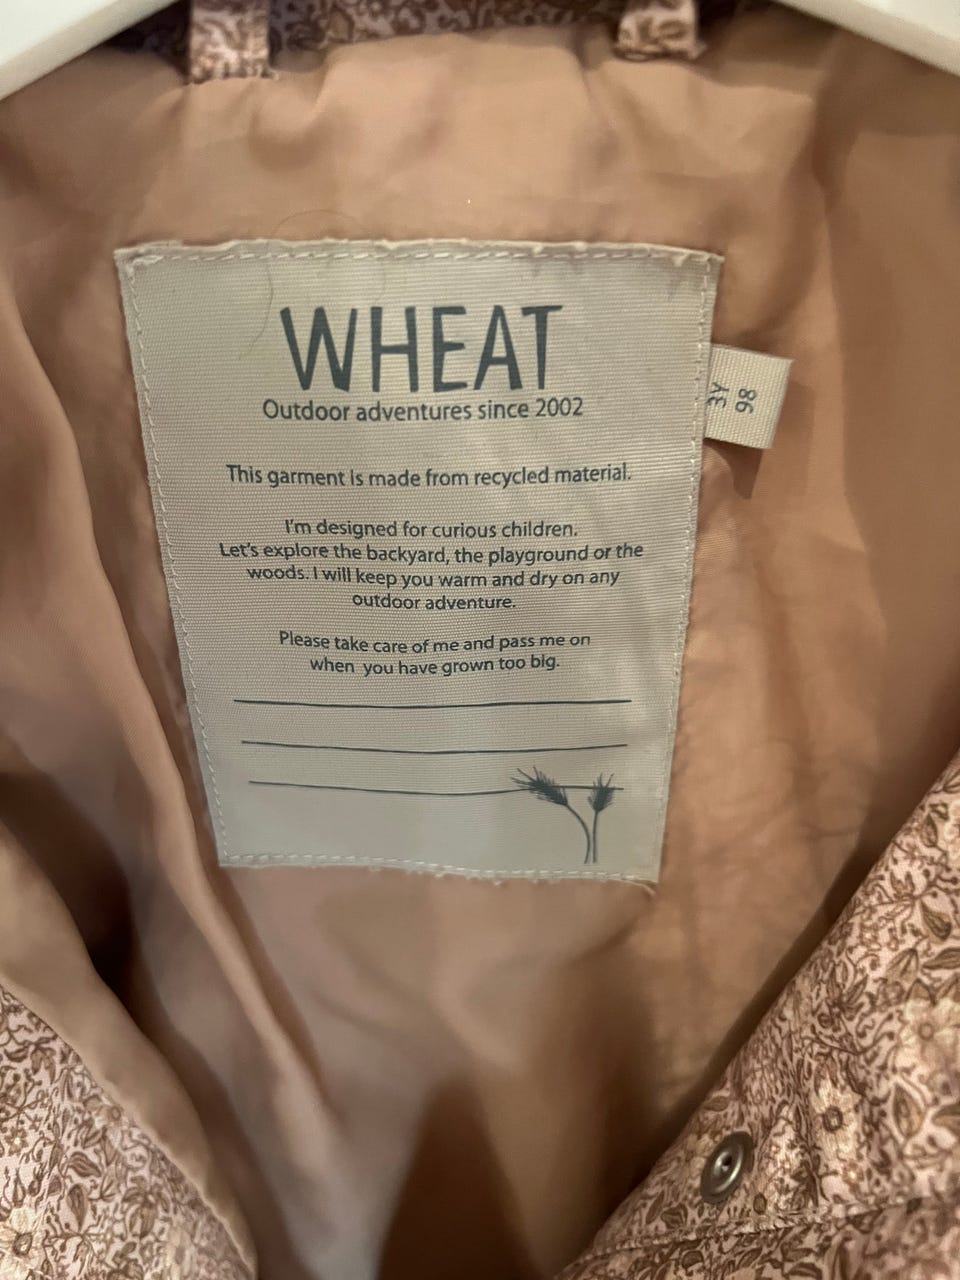 WHEAT
Outdoor adventures since 2002
3Y
98
This garment is made from recycled material.
I'm designed for curious children.
Let's explore the backyard, the playground or the
woods. I will keep you warm and dry on any
outdoor adventure.
Please take care of me and pass me on
when you have grown too big.